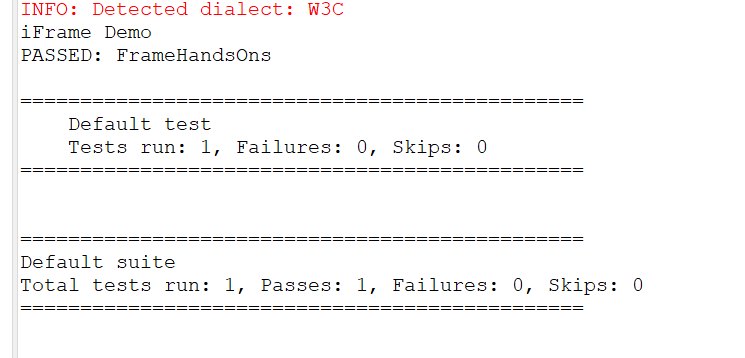 INFO: Detected dialect: W3C
iFrame Demo
PASSED: FrameHandsOns
===============================================
    Default test
    Tests run: 1, Failures: 0, Skips: 0
===============================================
===============================================
Default suite
Total tests run: 1, Passes: 1, Failures: 0, Skips: 0
===============================================